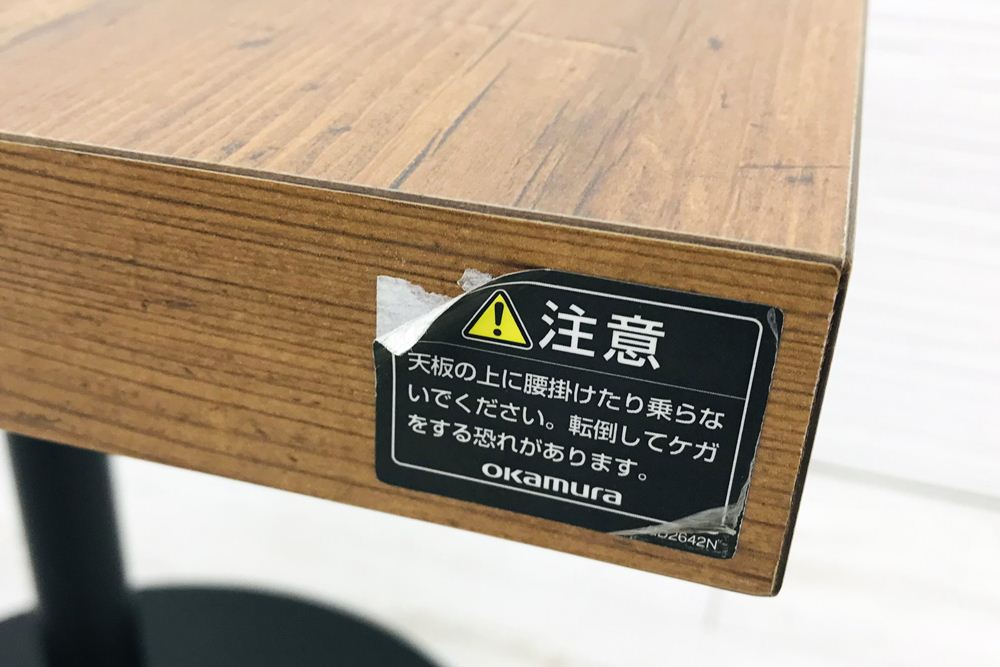 注意
天板の上に腰掛けたり乗らな
いでください。転倒してケガ
をする恐れがあります。
okamura
2642N